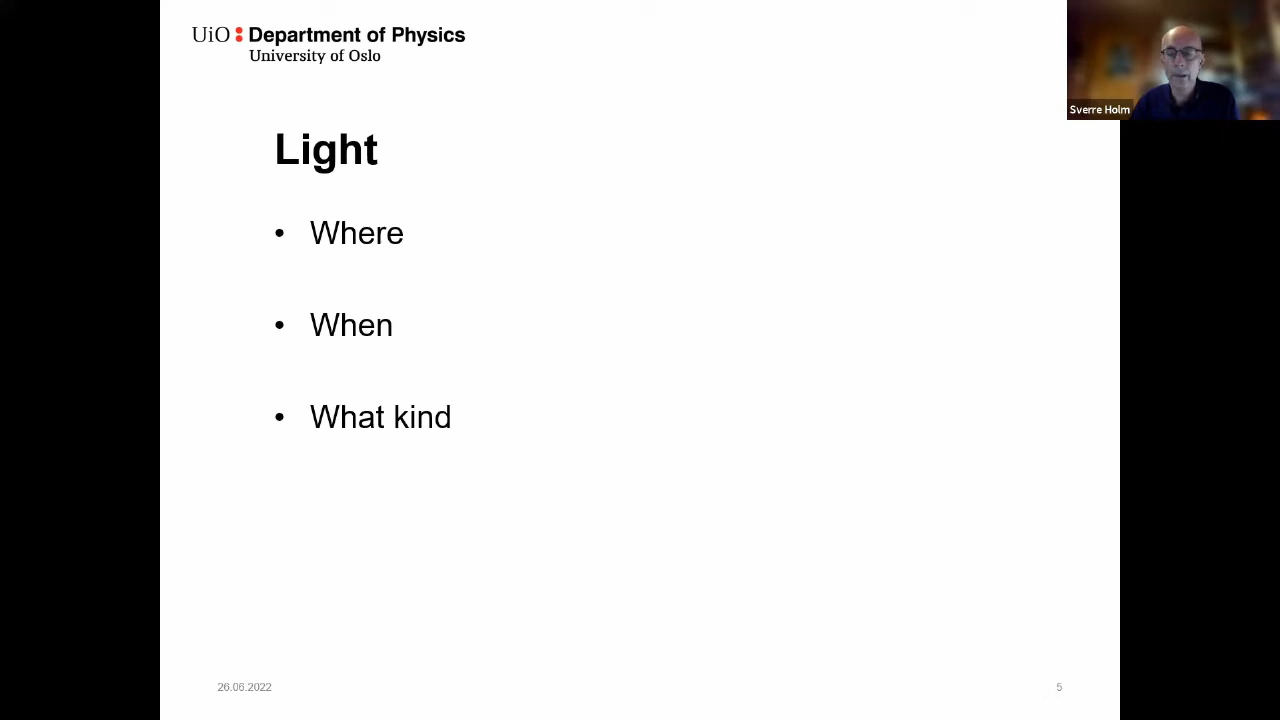 UiO : Department of Physics
University of Oslo
Sverre Holm
Light
• Where
• When
• What kind
26.06.2022
5